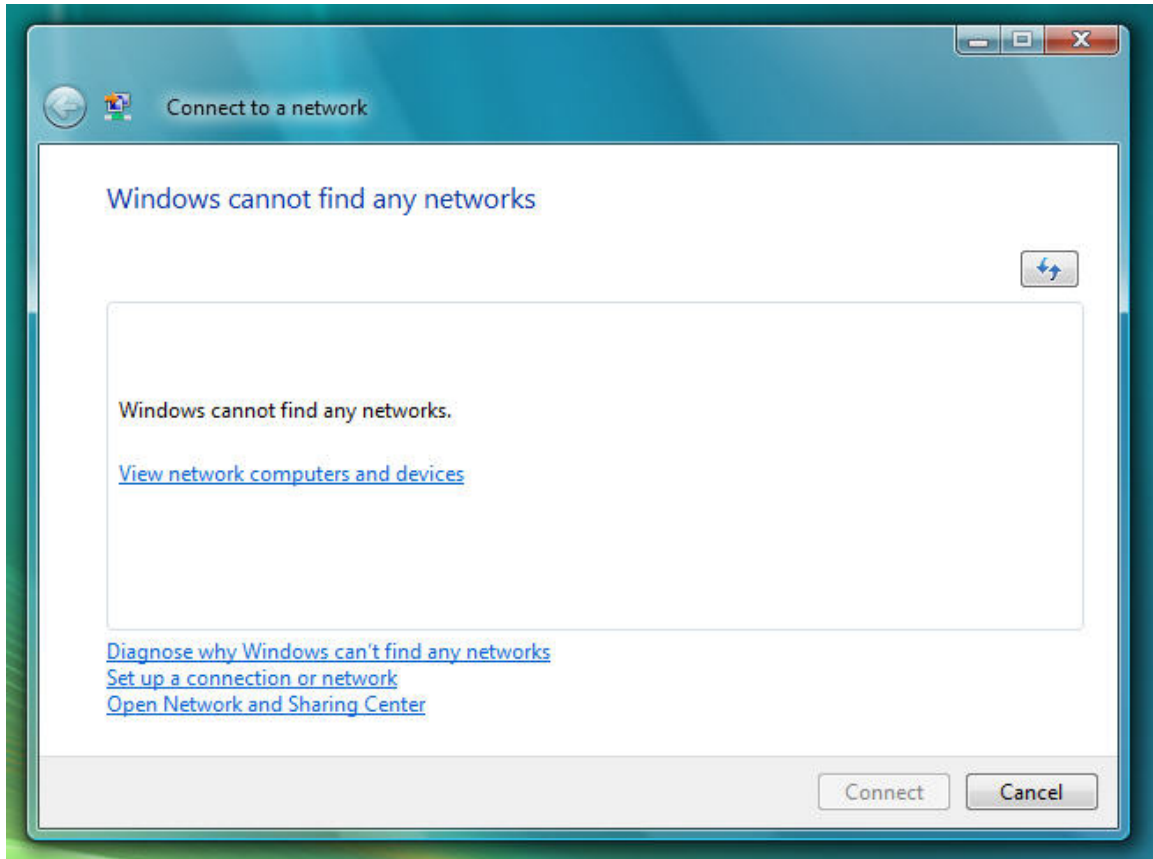 Connect to a network
Windows cannot find any networks
Windows cannot find any networks.
View network computers and devices
Diagnose why Windows can't find any networks
Set up a connection or network
Open Network and Sharing Center
Connect Cancel